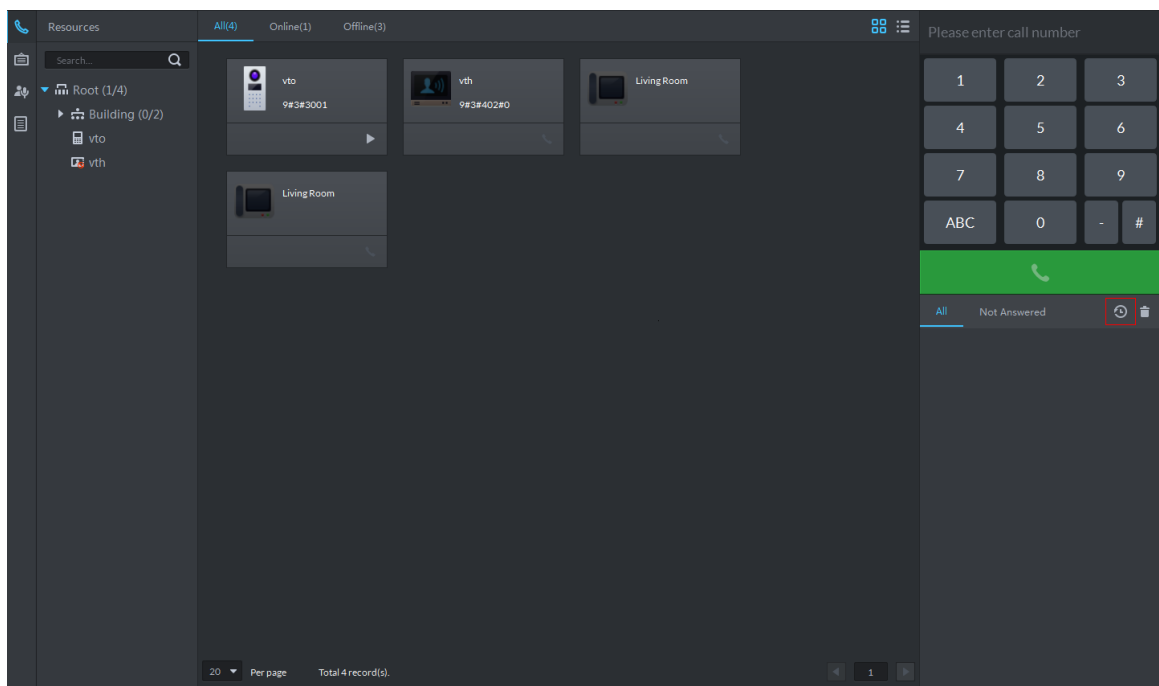 Resources
Search...
Root (1/4)
Building (0/2)
vto
vth
All(4)
Online(1)
Offline(3)
vto
9#3#3001
vth
9#3#402#0
Living Room
Living Room
20
Per page
Total 4 record(s).
1
Please enter call number
1 2 3
4 5 6
7 8 9
ABC 0 - #
All
Not Answered